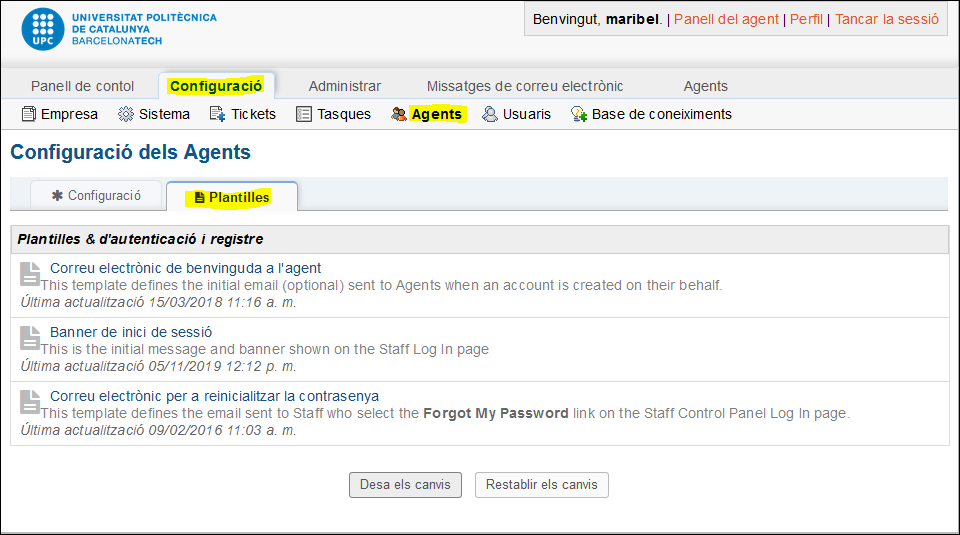 UNIVERSITAT POLITÈCNICA
DE CATALUNYA
BARCELONATECH
UPC
Benvingut, maribel. | Panell del agent | Perfil | Tancar la sessió
Panell de contol Configuració Administrar Missatges de correu electrònic Agents
Empresa Sistema Tickets Tasques Agents Usuaris Base de coneiximents
Configuració dels Agents
Configuració Plantilles
Plantilles & d'autenticació i registre
Correu electrònic de benvinguda a l'agent
This template defines the initial email (optional) sent to Agents when an account is created on their behalf.
Última actualització 15/03/2018 11:16 a. m.
Banner de inici de sessió
This is the initial message and banner shown on the Staff Log In page
Última actualització 05/11/2019 12:12 p. m.
Correu electrònic per a reinicialitzar la contrasenya
This template defines the email sent to Staff who select the Forgot My Password link on the Staff Control Panel Log In page.
Última actualització 09/02/2016 11:03 a. m.
Desa els canvis Restablir els canvis